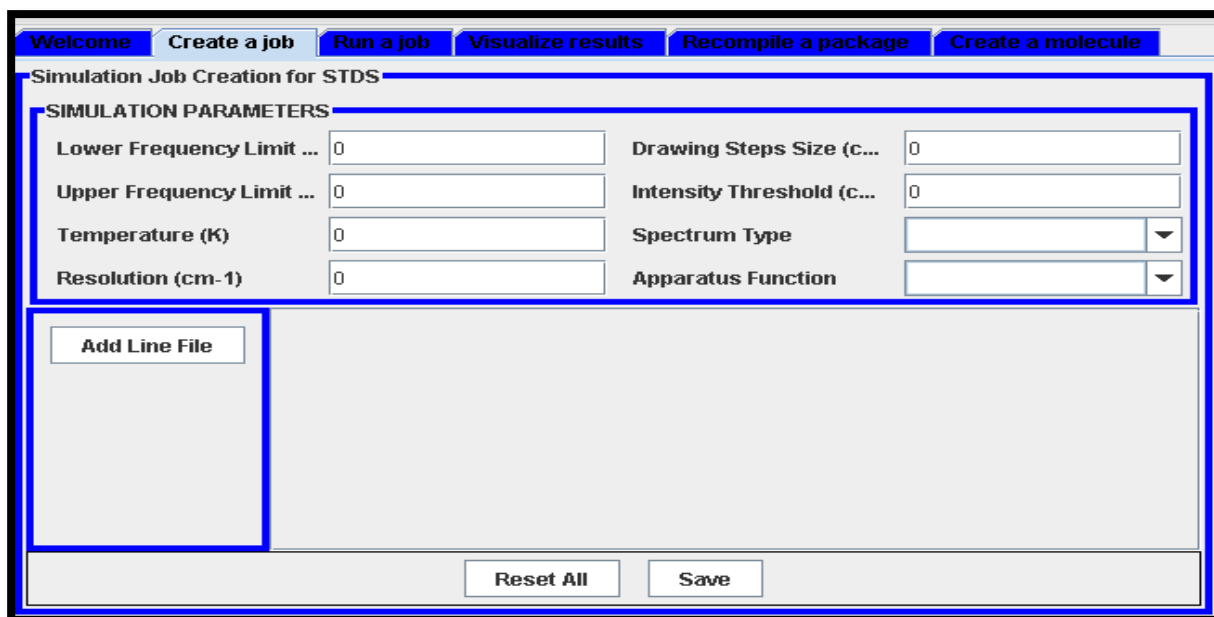 Welcome Create a job Run a job Visualize results Recompile a package Create a molecule
Simulation Job Creation for STDS
SIMULATION PARAMETERS
Lower Frequency Limit ... 0 Drawing Steps Size (c... 0
Upper Frequency Limit ... 0 Intensity Threshold (c... 0
Temperature (K) 0 Spectrum Type
Resolution (cm-1) 0 Apparatus Function
Add Line File
Reset All Save